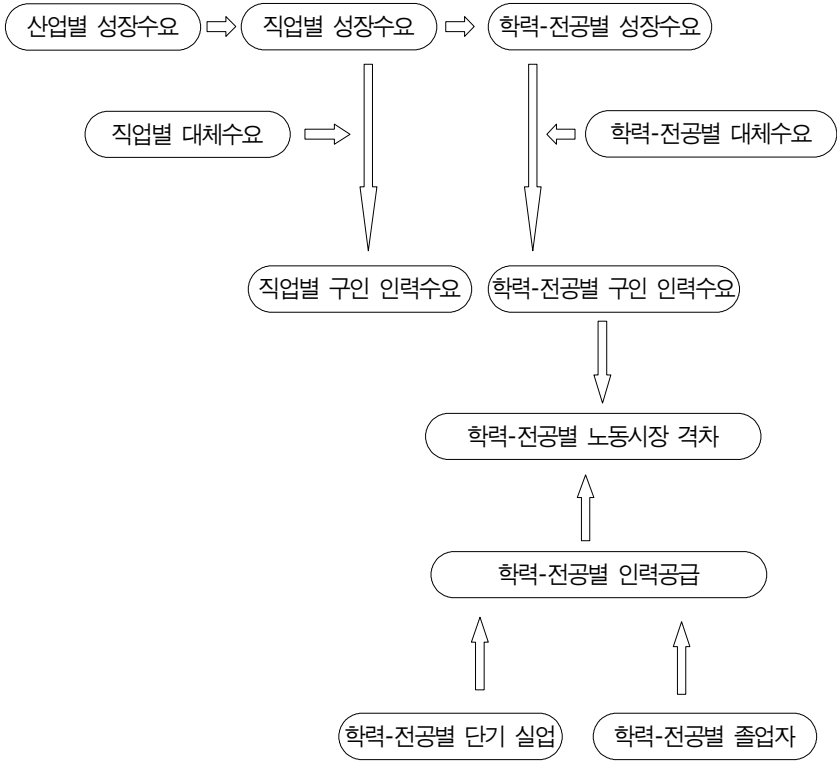 산업별 성장수요
직업별 성장수요
학력-전공별 성장수요
직업별 대체수요
학력-전공별 대체수요
직업별 구인 인력수요
학력-전공별 구인 인력수요
학력-전공별 노동시장 격차
학력-전공별 인력공급
학력-전공별 단기 실업
학력-전공별 졸업자